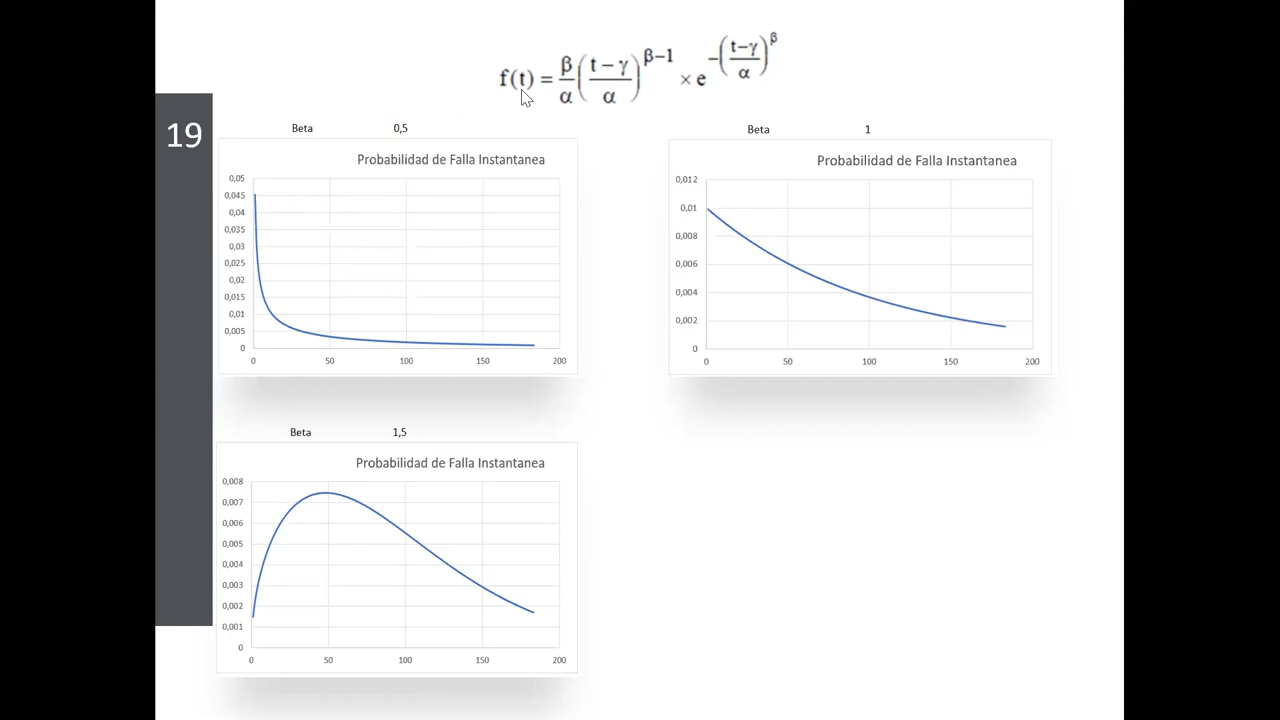 f(t) = β/α ((t−γ)/α)^(β−1) × e^(−((t−γ)/α)^β)
19
Beta 0,5
Probabilidad de Falla Instantanea
0,05
0,045
0,04
0,035
0,03
0,025
0,02
0,015
0,01
0,005
0
0 50 100 150 200
Beta 1
Probabilidad de Falla Instantanea
0,012
0,01
0,008
0,006
0,004
0,002
0
0 50 100 150 200
Beta 1,5
Probabilidad de Falla Instantanea
0,008
0,007
0,006
0,005
0,004
0,003
0,002
0,001
0
0 50 100 150 200